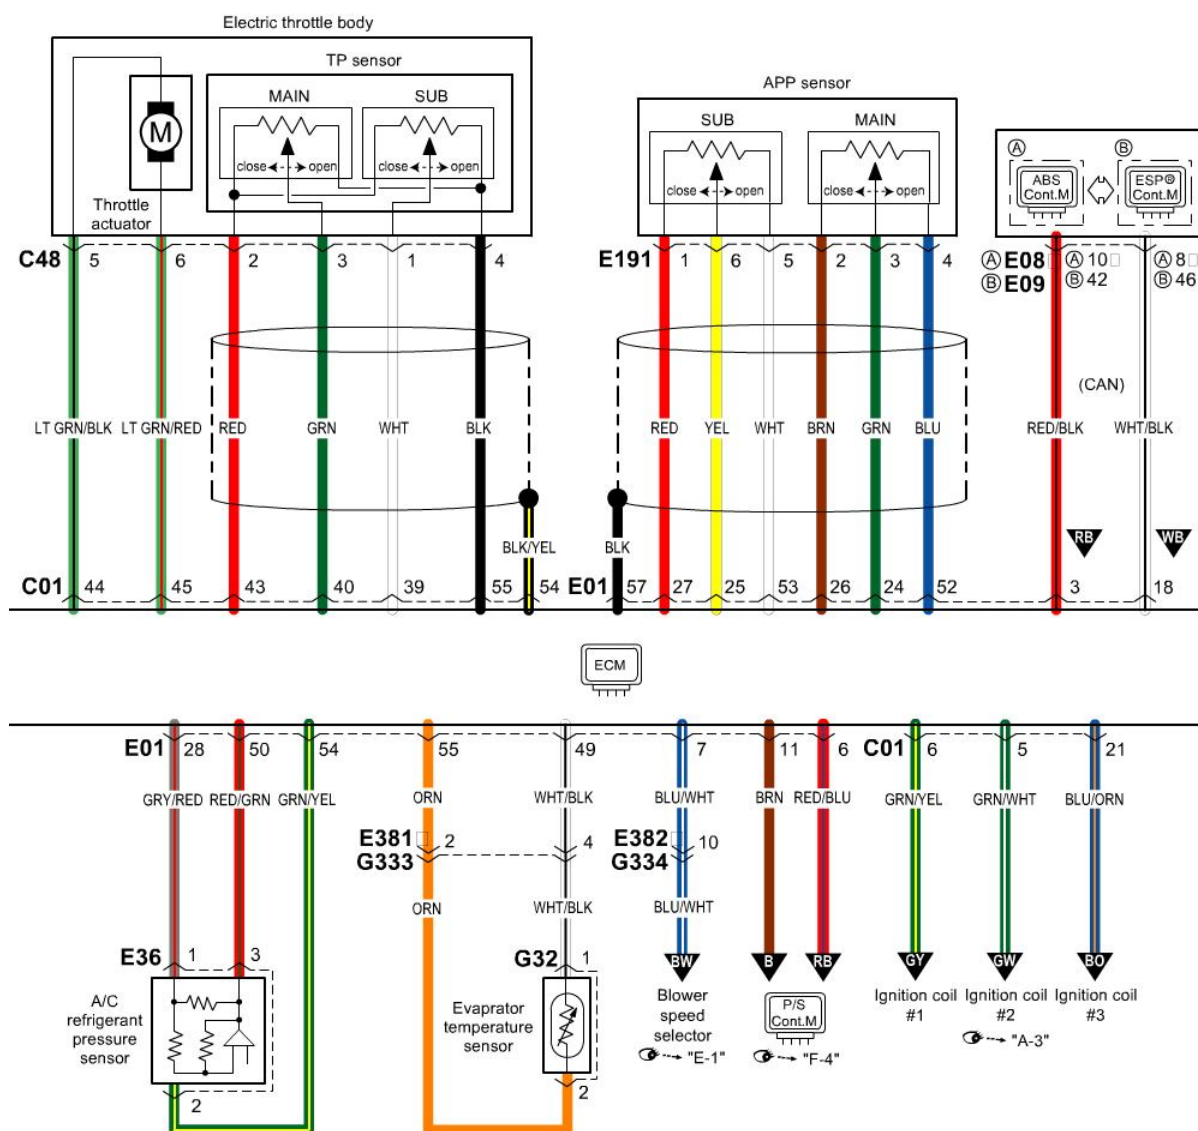 Electric throttle body
TP sensor
MAIN
SUB
close
open
close
open
M
Throttle
actuator
APP sensor
SUB
MAIN
close
open
close
open
A
B
ABS
Cont.M
ESP®
Cont.M
C48
5
6
2
3
1
4
E191
1
6
5
2
3
4
A E08
A 10
A 8
B E09
B 42
B 46
(CAN)
LT GRN/BLK
LT GRN/RED
RED
GRN
WHT
BLK
RED
YEL
WHT
BRN
GRN
BLU
RED/BLK
WHT/BLK
BLK/YEL
BLK
RB
WB
C01
44
45
43
40
39
55
54
E01
57
27
25
53
26
24
52
3
18
ECM
E01
28
50
54
55
49
7
11
6
C01
6
5
21
GRY/RED
RED/GRN
GRN/YEL
ORN
WHT/BLK
BLU/WHT
BRN
RED/BLU
GRN/YEL
GRN/WHT
BLU/ORN
E381
2
4
E382
10
G333
G334
ORN
WHT/BLK
BLU/WHT
E36
1
3
G32
1
BW
B
RB
GY
GW
BO
A/C
refrigerant
pressure
sensor
2
Evaprator
temperature
sensor
2
Blower
speed
selector
"E-1"
P/S
Cont.M
"F-4"
Ignition coil
#1
Ignition coil
#2
"A-3"
Ignition coil
#3